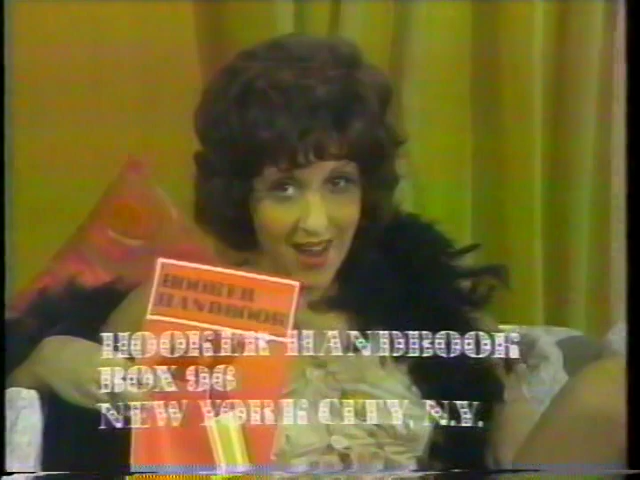 HOOKER
HANDBOOK
HOOKER HANDBOOK
BOX 96
NEW YORK CITY, N.Y.